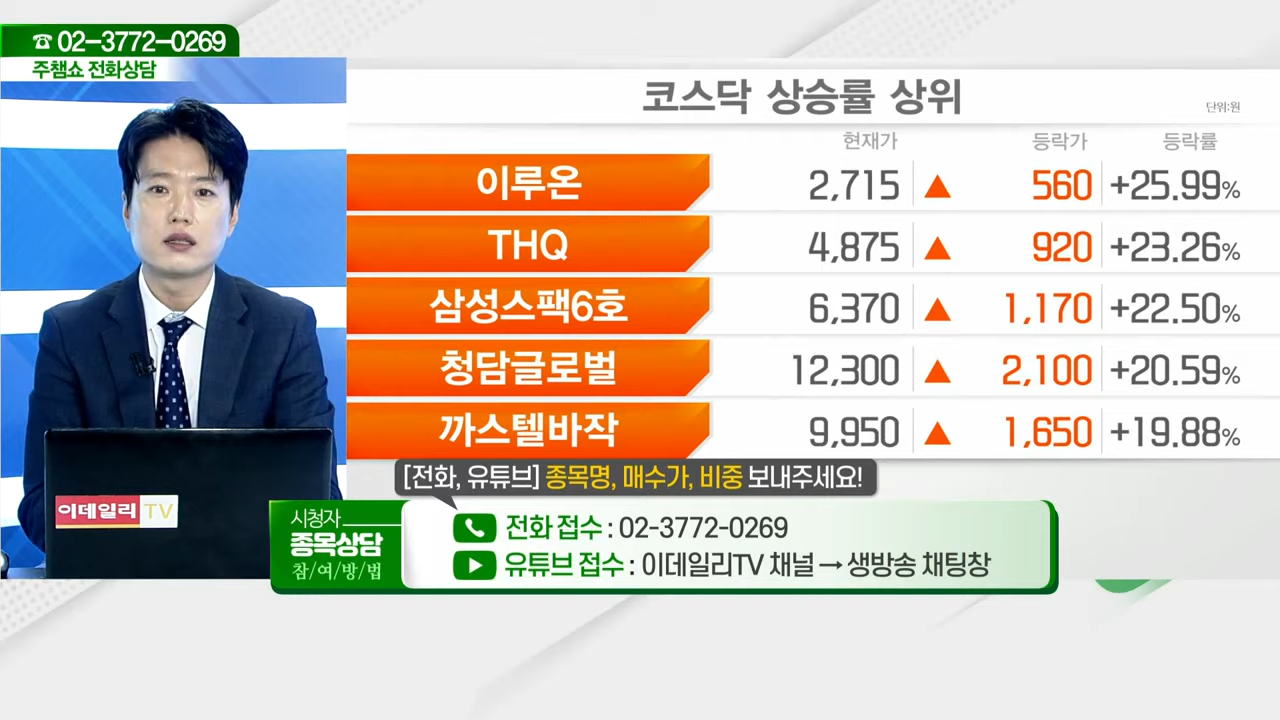 ☎ 02-3772-0269
주챔쇼 전화상담
코스닥 상승률 상위
단위:원
현재가 등락가 등락률
이루온 2,715 ▲ 560 +25.99%
THQ 4,875 ▲ 920 +23.26%
삼성스팩6호 6,370 ▲ 1,170 +22.50%
청담글로벌 12,300 ▲ 2,100 +20.59%
까스텔바작 9,950 ▲ 1,650 +19.88%
[전화, 유튜브] 종목명, 매수가, 비중 보내주세요!
이데일리TV
시청자
종목상담
참/여/방/법
전화 접수 : 02-3772-0269
유튜브 접수 : 이데일리TV 채널 → 생방송 채팅창